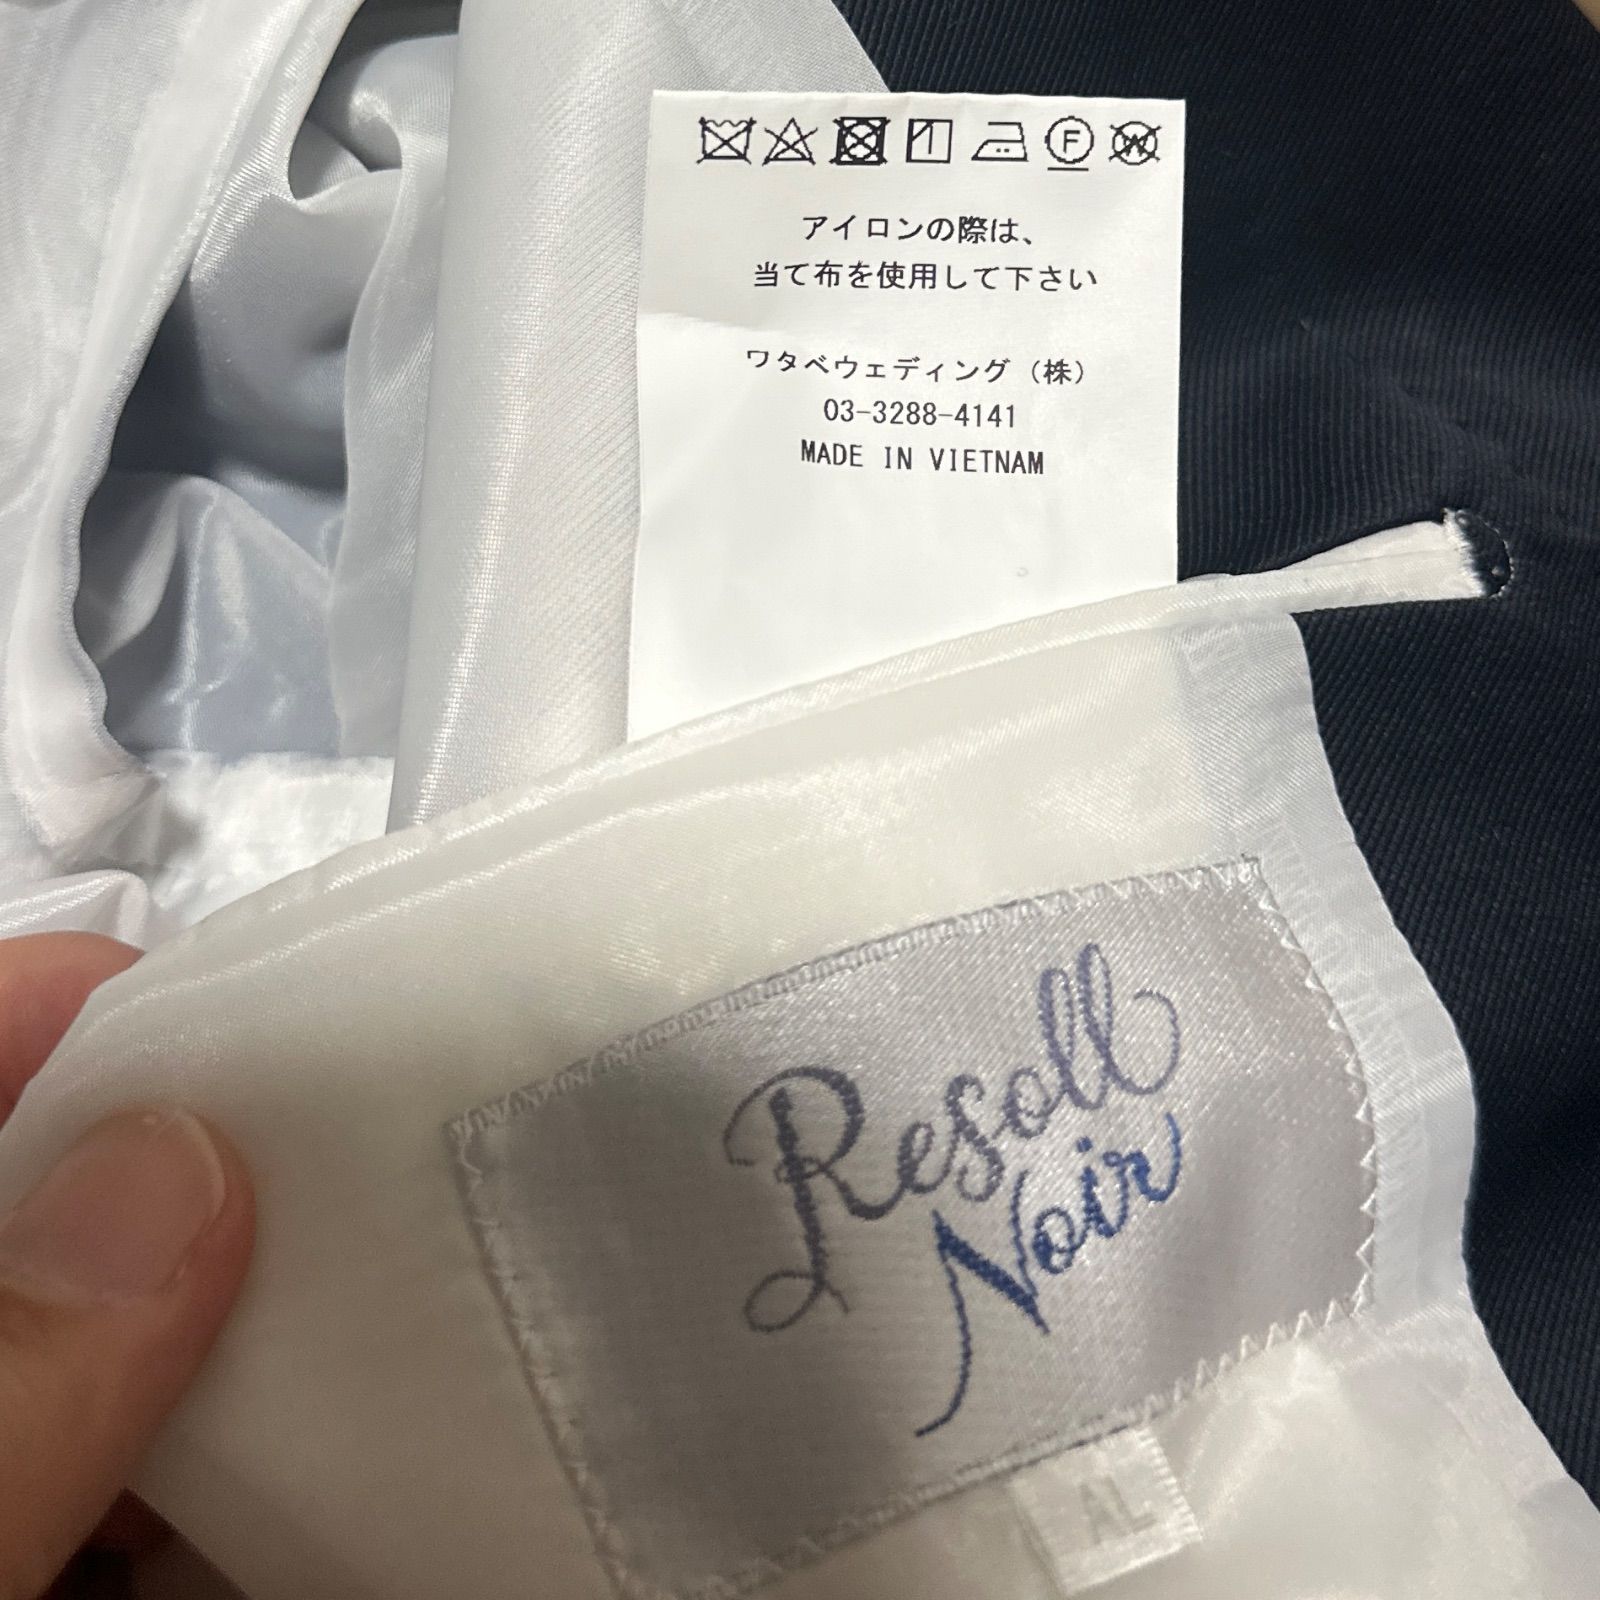 F
W
アイロンの際は、
当て布を使用して下さい
ワタベウェディング（株）
03-3288-4141
MADE IN VIETNAM
Resoll
Noir
AL